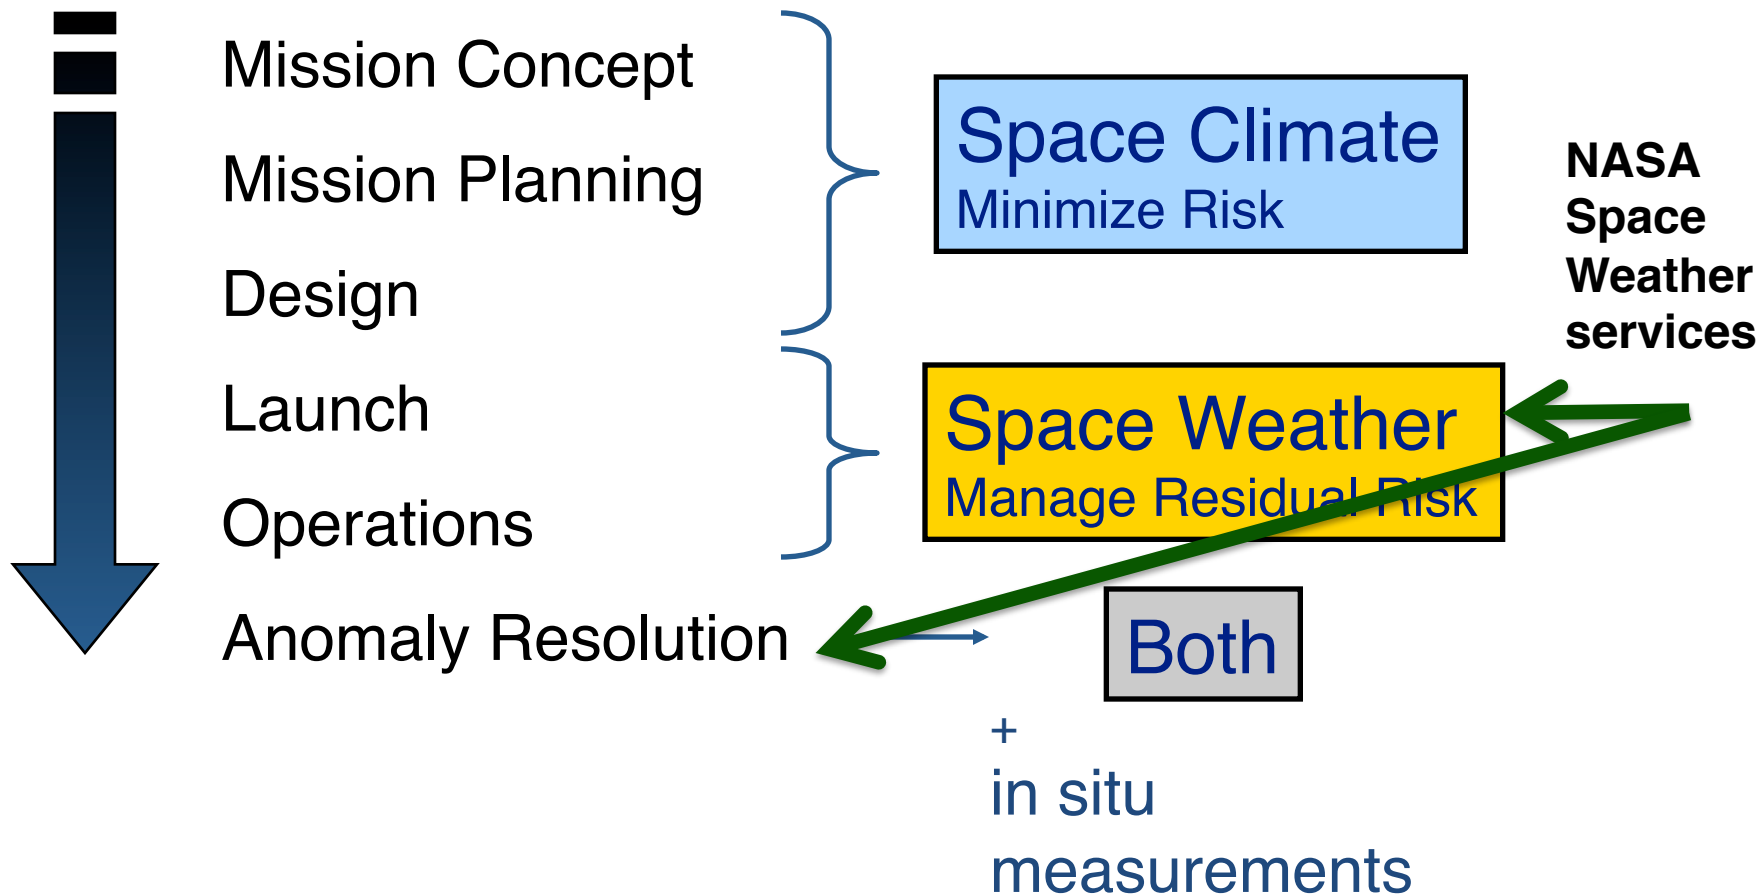 Mission Concept
Mission Planning
Design
Launch
Operations
Anomaly Resolution
Space Climate
Minimize Risk
Space Weather
Manage Residual Risk
Both
+
in situ
measurements
NASA
Space
Weather
services